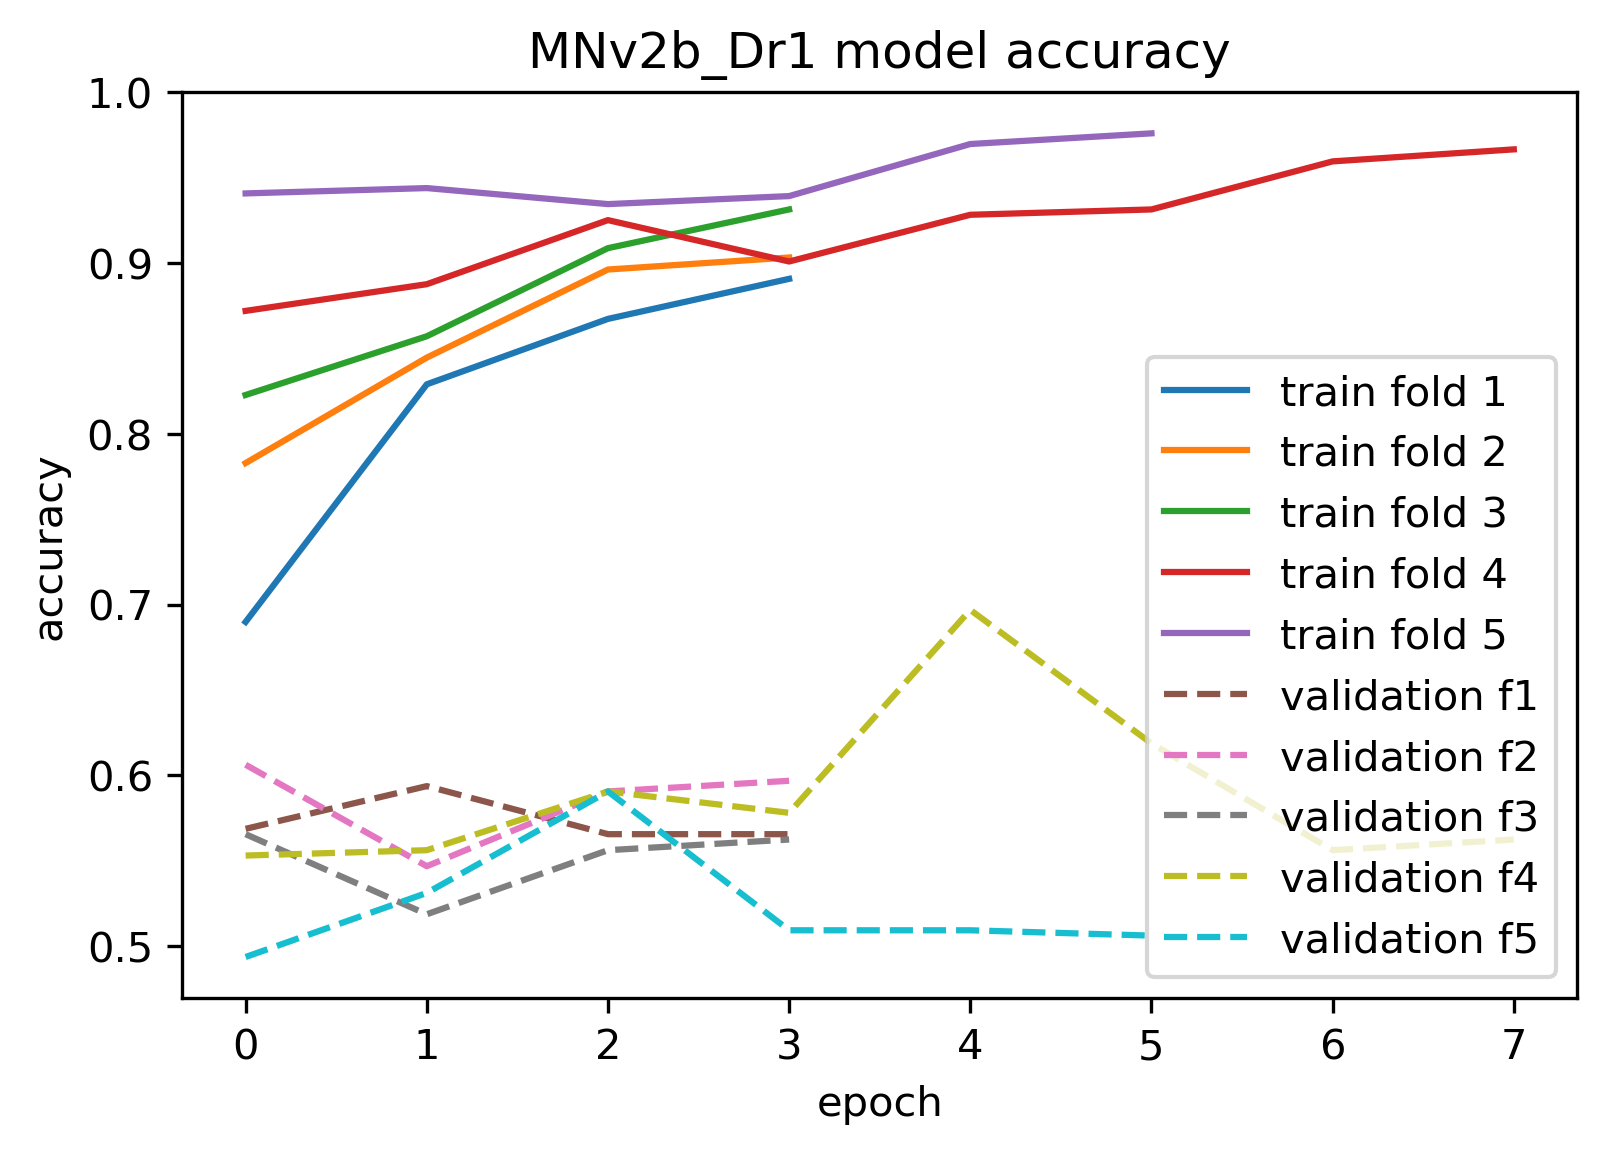 MNv2b_Dr1 model accuracy
1.0
0.9
0.8
0.7
0.6
0.5
accuracy
train fold 1
train fold 2
train fold 3
train fold 4
train fold 5
validation f1
validation f2
validation f3
validation f4
validation f5
0 1 2 3 4 5 6 7
epoch